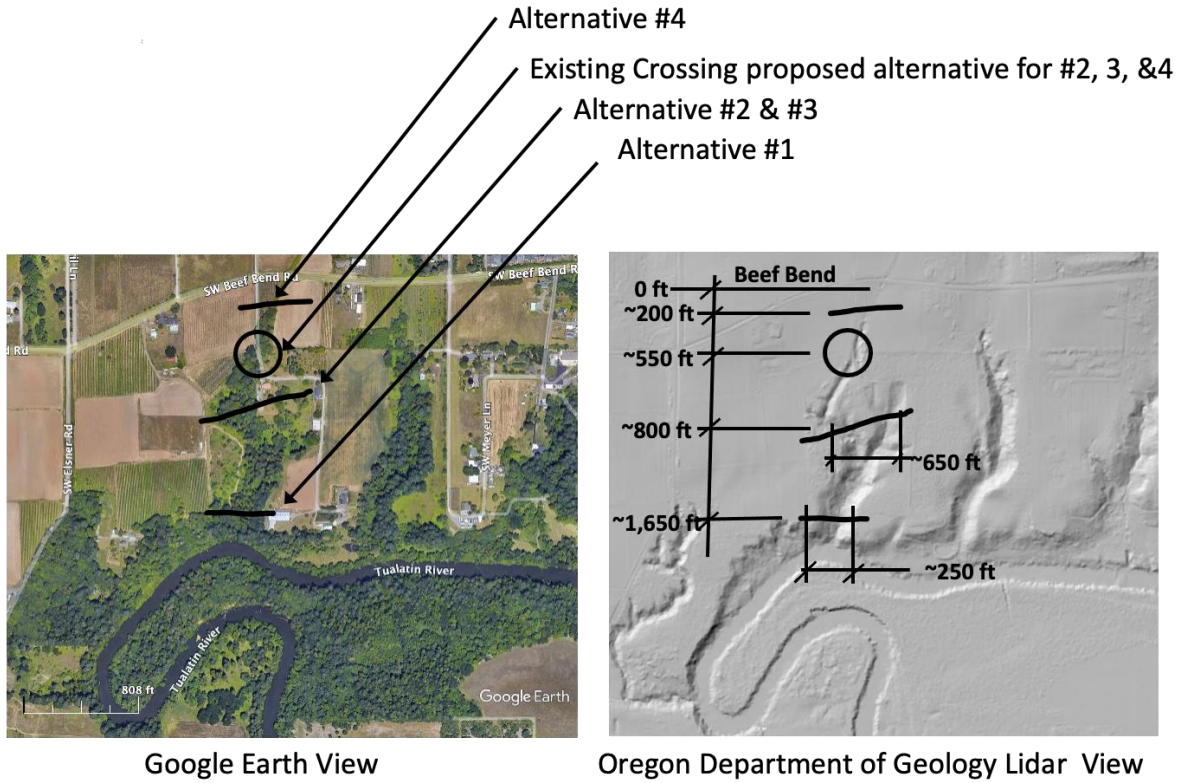 Alternative #4
Existing Crossing proposed alternative for #2, 3, &4
Alternative #2 & #3
Alternative #1
SW Beef Bend Rd
SW Beef Bend R
d Rd
SW Elsner Rd
SW Meyer Ln
Tualatin River
Tualatin River
808 ft
Google Earth
Beef Bend
0 ft
~200 ft
~550 ft
~800 ft
~650 ft
~1,650 ft
~250 ft
Google Earth View
Oregon Department of Geology Lidar View